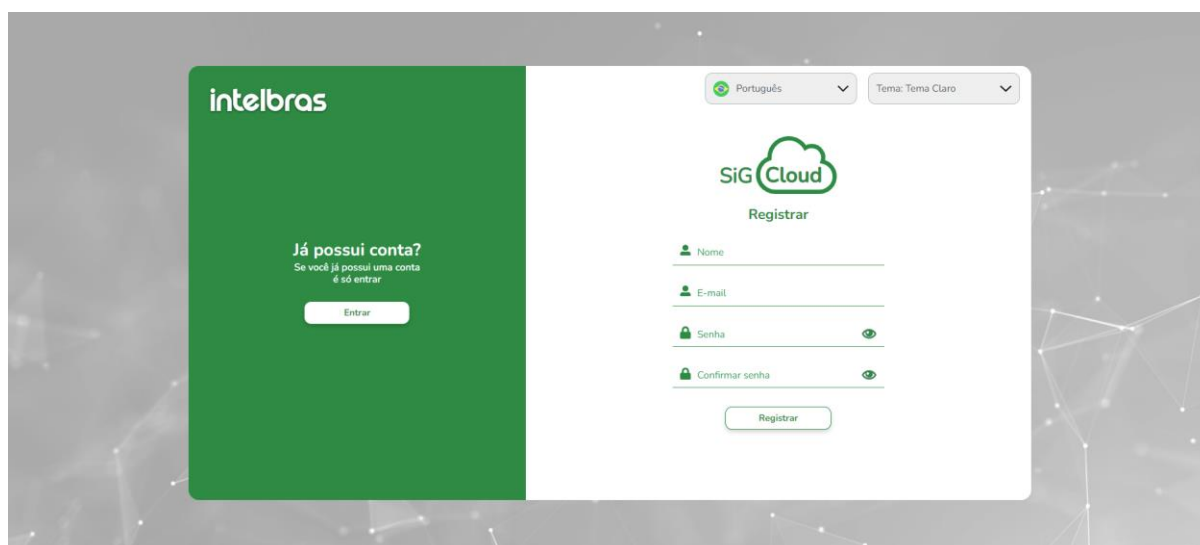 intelbras
Já possui conta?
Se você já possui uma conta
é só entrar
Entrar
Português
Tema: Tema Claro
SiG Cloud
Registrar
Nome
E-mail
Senha
Confirmar senha
Registrar